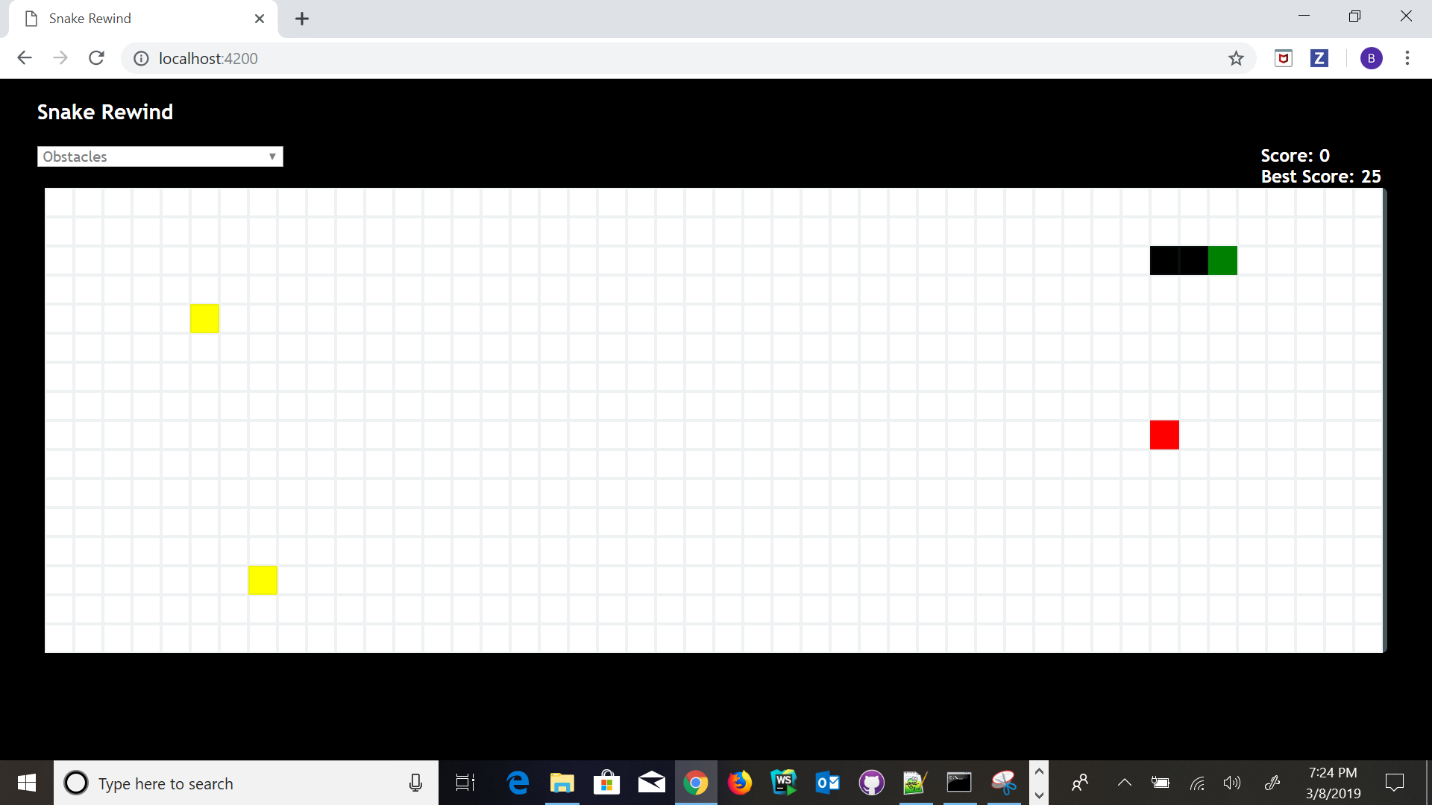 Snake Rewind
localhost:4200
B
Z
Snake Rewind
Obstacles
Score: 0
Best Score: 25
Type here to search
WS
7:24 PM
3/8/2019